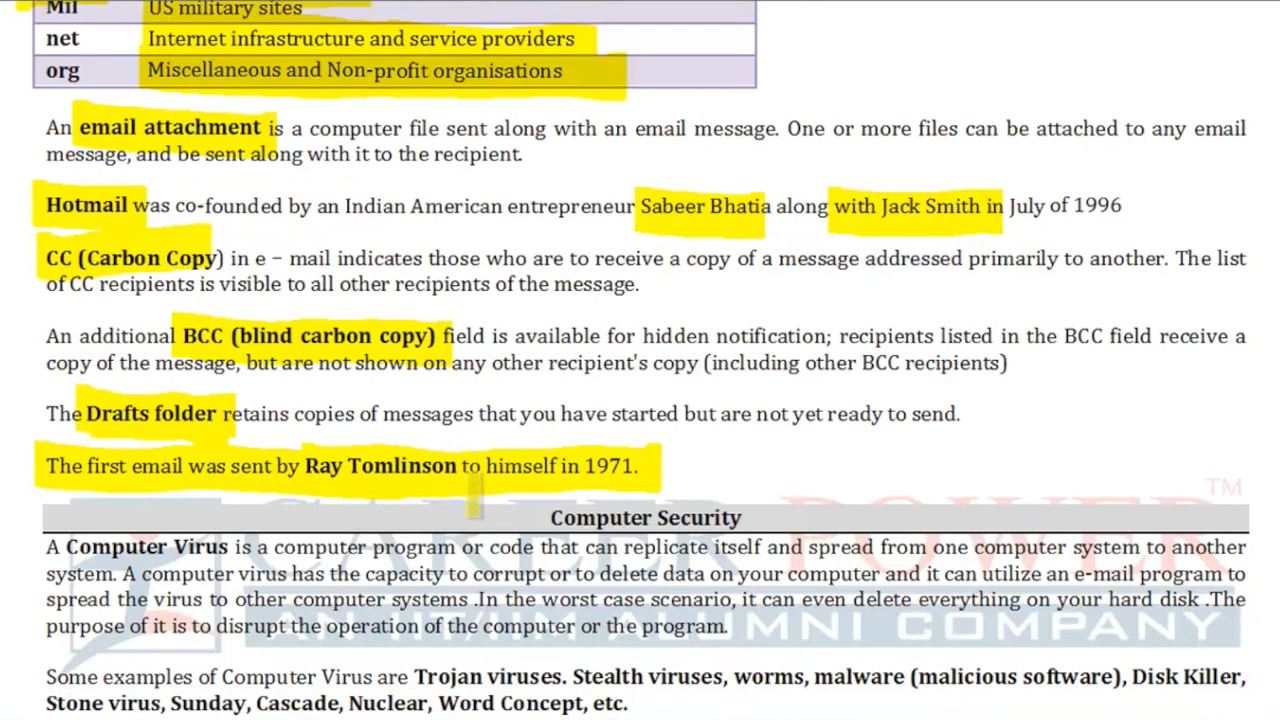 Mil US military sites
net Internet infrastructure and service providers
org Miscellaneous and Non-profit organisations
An email attachment is a computer file sent along with an email message. One or more files can be attached to any email
message, and be sent along with it to the recipient.
Hotmail was co-founded by an Indian American entrepreneur Sabeer Bhatia along with Jack Smith in July of 1996
CC (Carbon Copy) in e – mail indicates those who are to receive a copy of a message addressed primarily to another. The list
of CC recipients is visible to all other recipients of the message.
An additional BCC (blind carbon copy) field is available for hidden notification; recipients listed in the BCC field receive a
copy of the message, but are not shown on any other recipient's copy (including other BCC recipients)
The Drafts folder retains copies of messages that you have started but are not yet ready to send.
The first email was sent by Ray Tomlinson to himself in 1971.
CAREER POWER TM
Computer Security
A Computer Virus is a computer program or code that can replicate itself and spread from one computer system to another
system. A computer virus has the capacity to corrupt or to delete data on your computer and it can utilize an e-mail program to
spread the virus to other computer systems .In the worst case scenario, it can even delete everything on your hard disk .The
purpose of it is to disrupt the operation of the computer or the program.
AN IIT/IIM ALUMNI COMPANY
Some examples of Computer Virus are Trojan viruses. Stealth viruses, worms, malware (malicious software), Disk Killer,
Stone virus, Sunday, Cascade, Nuclear, Word Concept, etc.